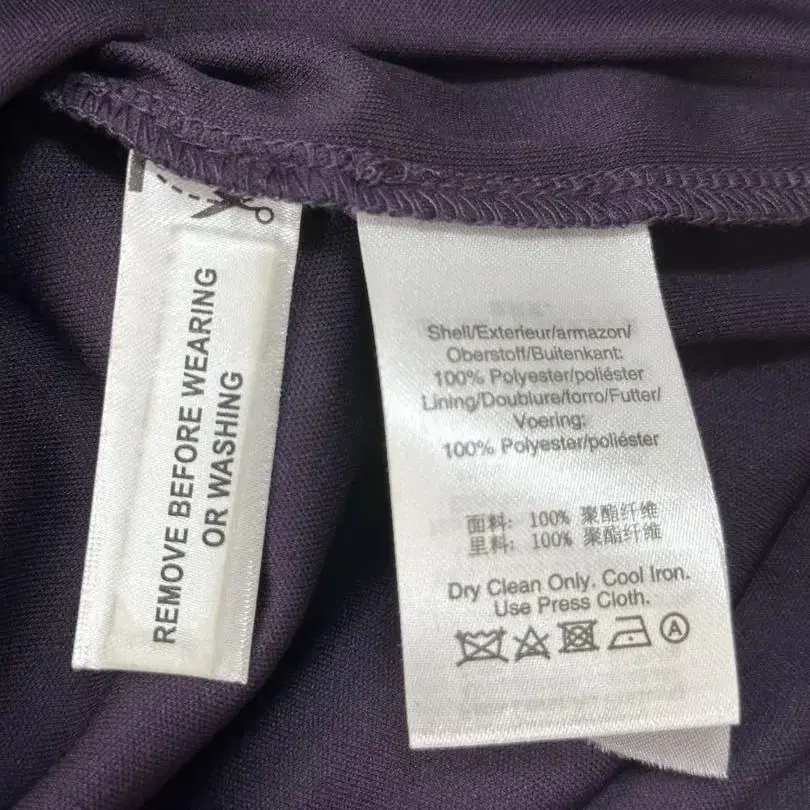 REMOVE BEFORE WEARING
OR WASHING
Shell/Exterieur/armazon/
Oberstoff/Buitenkant:
100% Polyester/poliéster
Lining/Doublure/forro/Futter/
Voering:
100% Polyester/poliéster
面料: 100% 聚酯纤维
里料: 100% 聚酯纤维
Dry Clean Only. Cool Iron.
Use Press Cloth.
A